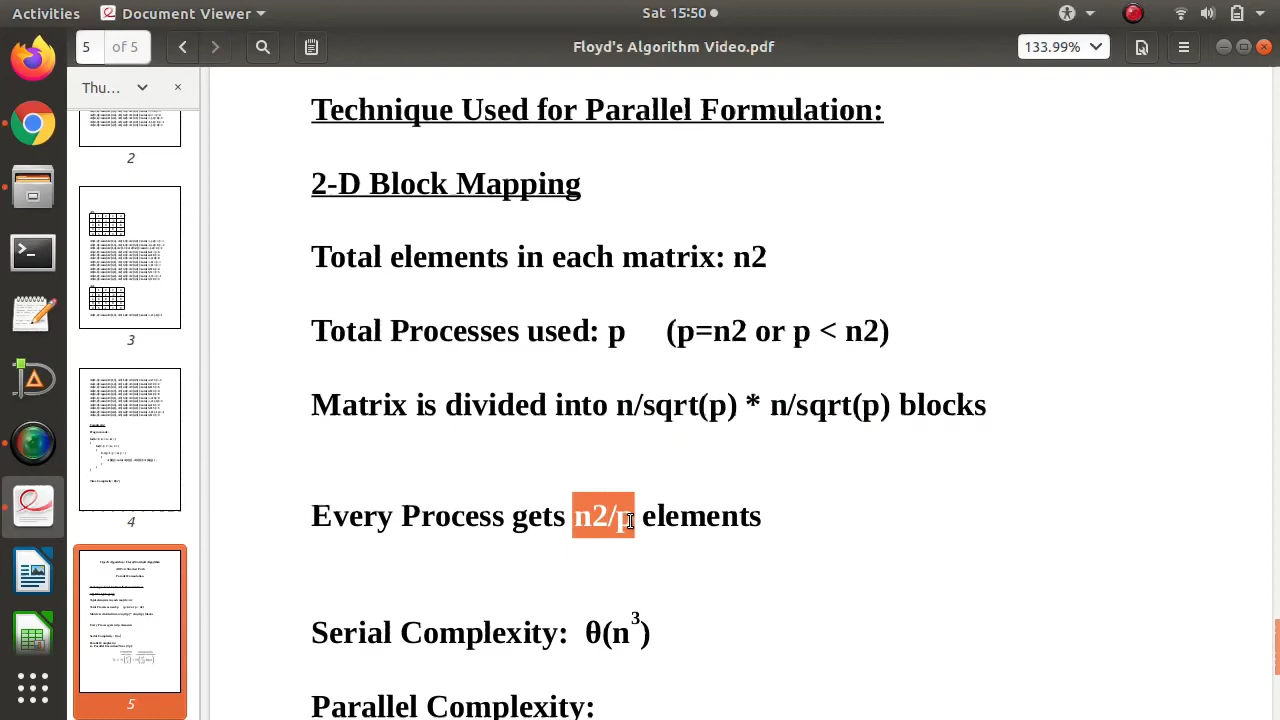 Activities Document Viewer Sat 15:50
5 of 5 Floyd's Algorithm Video.pdf 133.99%
Thu...
2
3
4
5
Technique Used for Parallel Formulation:
2-D Block Mapping
Total elements in each matrix: n2
Total Processes used: p (p=n2 or p < n2)
Matrix is divided into n/sqrt(p) * n/sqrt(p) blocks
Every Process gets n2/p elements
Serial Complexity: θ(n³)
Parallel Complexity: